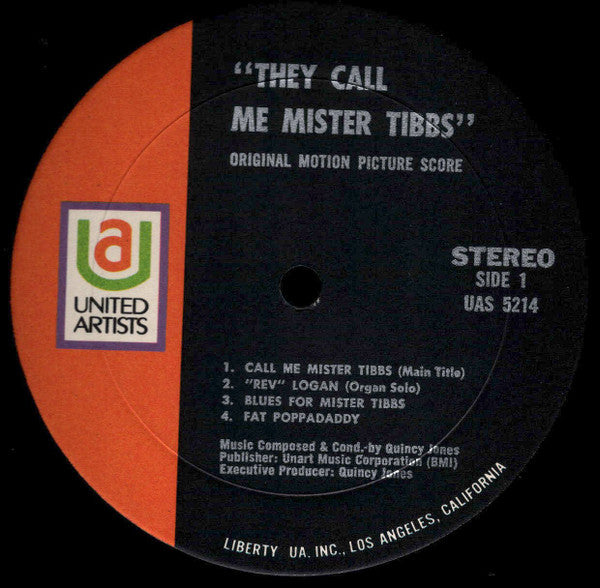 "THEY CALL
ME MISTER TIBBS"
ORIGINAL MOTION PICTURE SCORE
ua
UNITED
ARTISTS
STEREO
SIDE 1
UAS 5214
1. CALL ME MISTER TIBBS (Main Title)
2. "REV" LOGAN (Organ Solo)
3. BLUES FOR MISTER TIBBS
4. FAT POPPADADDY
Music Composed & Cond.-by Quincy Jones
Publisher: Unart Music Corporation (BMI)
Executive Producer: Quincy Jones
LIBERTY UA. INC., LOS ANGELES, CALIFORNIA